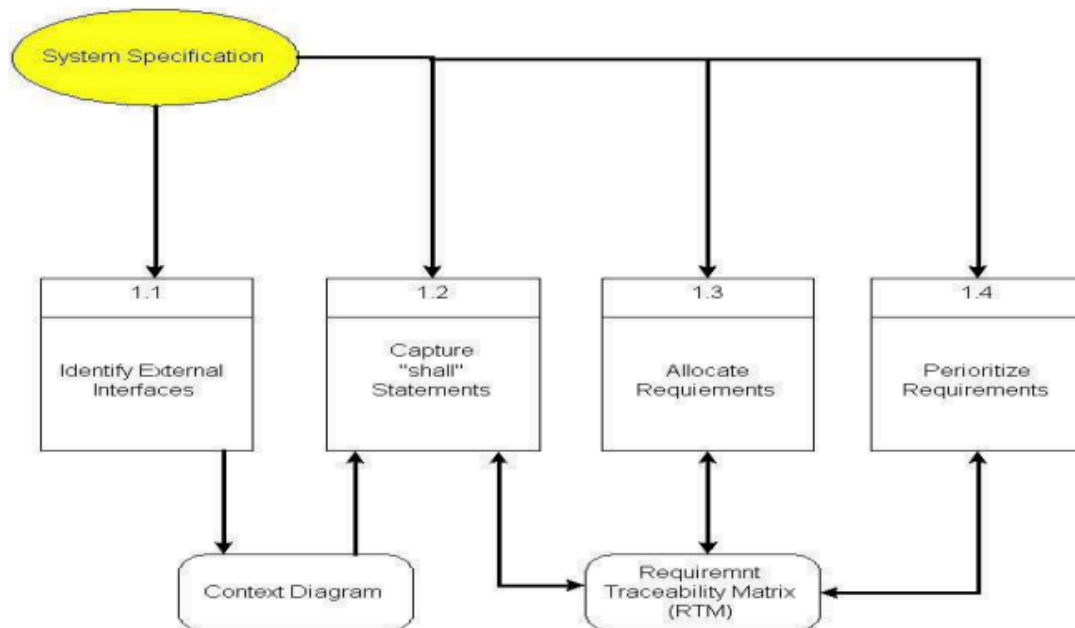 System Specification
1.1
Identify External
Interfaces
1.2
Capture
"shall"
Statements
1.3
Allocate
Requiements
1.4
Perioritize
Requirements
Context Diagram
Requiremnt
Traceability Matrix
(RTM)